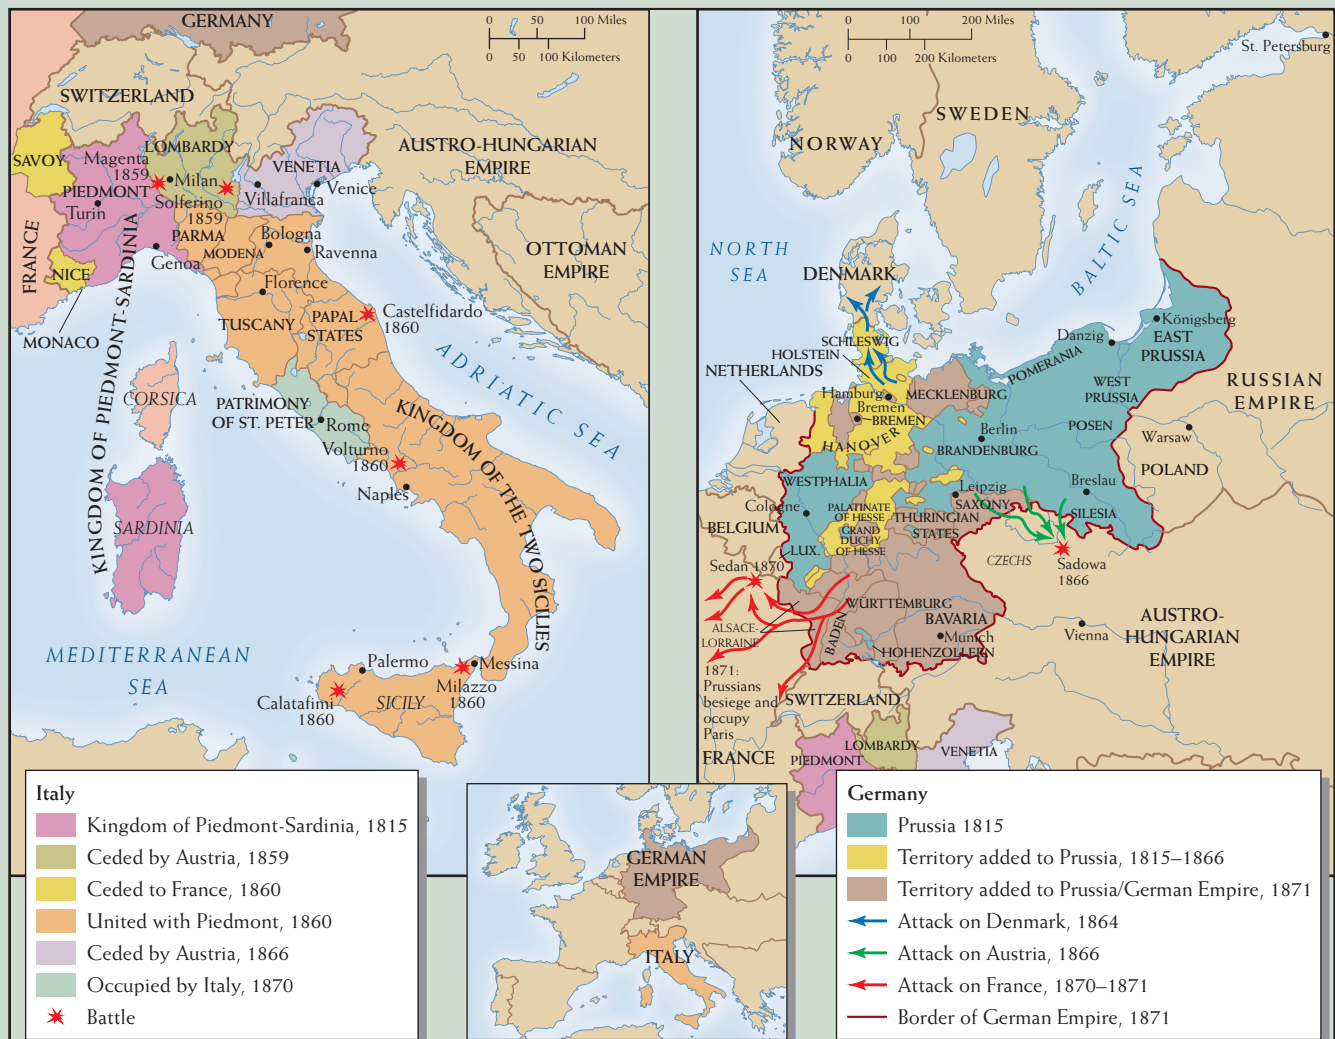 GERMANY
0 50 100 Miles
0 50 100 Kilometers
SWITZERLAND
SAVOY
LOMBARDY
Magenta
1859
Milan
PIEDMONT
Turin
Solferino
1859
VENETIA
Venice
Villafranca
AUSTRO-HUNGARIAN
EMPIRE
OTTOMAN
EMPIRE
FRANCE
NICE
MONACO
Genoa
PARMA
MODENA
Bologna
Ravenna
Florence
TUSCANY
PAPAL
STATES
Castelfidardo
1860
ADRIATIC SEA
KINGDOM OF PIEDMONT-SARDINIA
CORSICA
SARDINIA
PATRIMONY
OF ST. PETER
Rome
Volturno
1860
Naples
KINGDOM OF THE TWO SICILIES
MEDITERRANEAN
SEA
Palermo
Messina
Milazzo
1860
Calatafimi
1860
SICILY
Italy
Kingdom of Piedmont-Sardinia, 1815
Ceded by Austria, 1859
Ceded to France, 1860
United with Piedmont, 1860
Ceded by Austria, 1866
Occupied by Italy, 1870
Battle
GERMAN
EMPIRE
ITALY
0 100 200 Miles
0 100 200 Kilometers
St. Petersburg
SWEDEN
NORWAY
NORTH
SEA
BALTIC SEA
DENMARK
SCHLESWIG
HOLSTEIN
NETHERLANDS
Hamburg
Bremen
BREMEN
HANOVER
MECKLENBURG
POMERANIA
Danzig
Königsberg
EAST
PRUSSIA
WEST
PRUSSIA
POSEN
RUSSIAN
EMPIRE
Warsaw
POLAND
Berlin
BRANDENBURG
WESTPHALIA
Cologne
BELGIUM
LUX.
PALATINATE
OF HESSE
GRAND
DUCHY
OF HESSE
THURINGIAN
STATES
Leipzig
SAXONY
Breslau
SILESIA
CZECHS
Sadowa
1866
Sedan 1870
ALSACE-
LORRAINE
WÜRTTEMBURG
BADEN
BAVARIA
Munich
HOHENZOLLERN
Vienna
AUSTRO-
HUNGARIAN
EMPIRE
1871:
Prussians
besiege and
occupy
Paris
FRANCE
SWITZERLAND
PIEDMONT
LOMBARDY
VENETIA
Germany
Prussia 1815
Territory added to Prussia, 1815–1866
Territory added to Prussia/German Empire, 1871
Attack on Denmark, 1864
Attack on Austria, 1866
Attack on France, 1870–1871
Border of German Empire, 1871